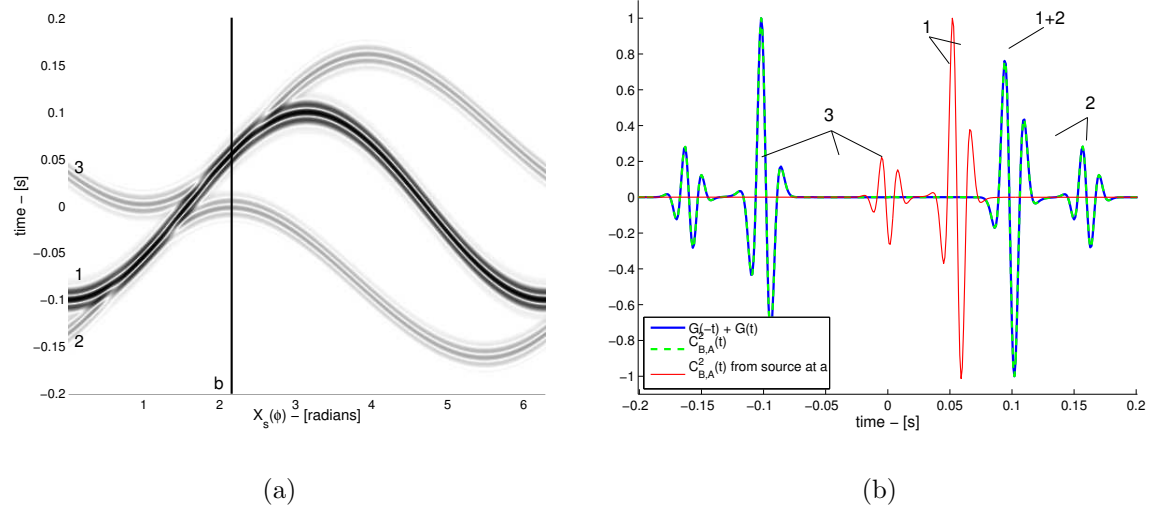 0.2
0.15
0.1
0.05
0
−0.05
−0.1
−0.15
−0.2
time − [s]
3
1
2
b
1 2 3 4 5 6
X_s(ϕ) − [radians]
(a)
1
0.8
0.6
0.4
0.2
0
−0.2
−0.4
−0.6
−0.8
−1
1
1+2
3
2
G(−t) + G(t)
C²_B,A(t)
C²_B,A(t) from source at a
−0.2 −0.15 −0.1 −0.05 0 0.05 0.1 0.15 0.2
time − [s]
(b)